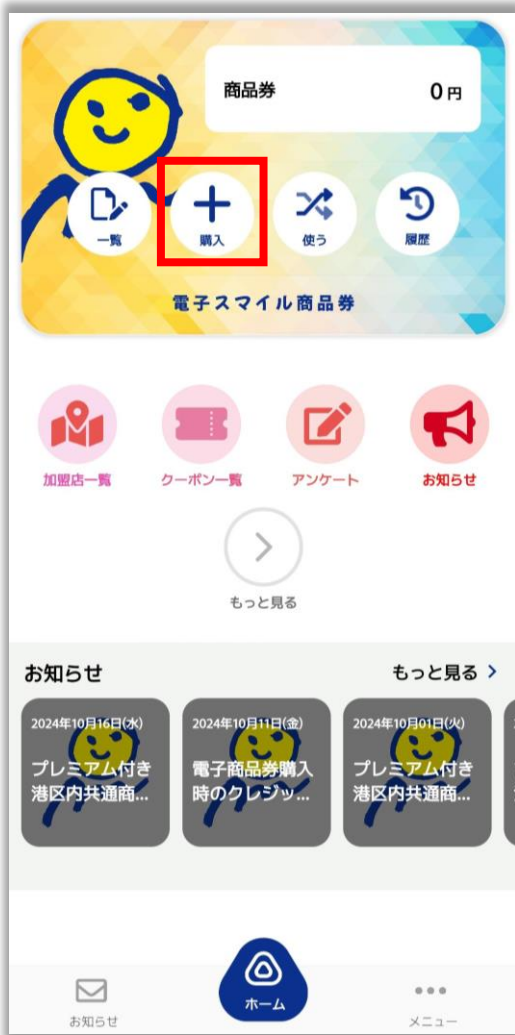 商品券 0円
一覧 購入 使う 履歴
電子スマイル商品券
加盟店一覧 クーポン一覧 アンケート お知らせ
もっと見る
お知らせ もっと見る
2024年10月16日(水)
プレミアム付き
港区内共通商...
2024年10月11日(金)
電子商品券購入
時のクレジッ...
2024年10月01日(火)
プレミアム付き
港区内共通商...
お知らせ ホーム メニュー